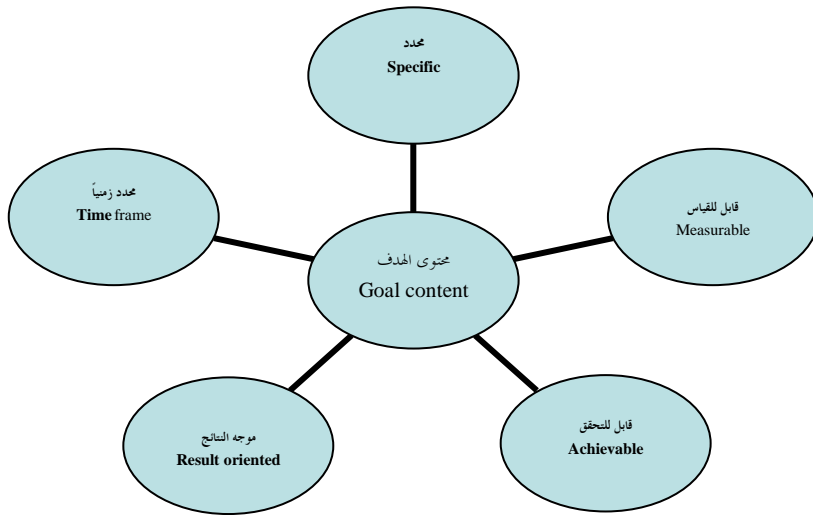 محدد
Specific
محدد زمنياً
Time frame
قابل للقياس
Measurable
محتوى الهدف
Goal content
موجه النتائج
Result oriented
قابل للتحقق
Achievable